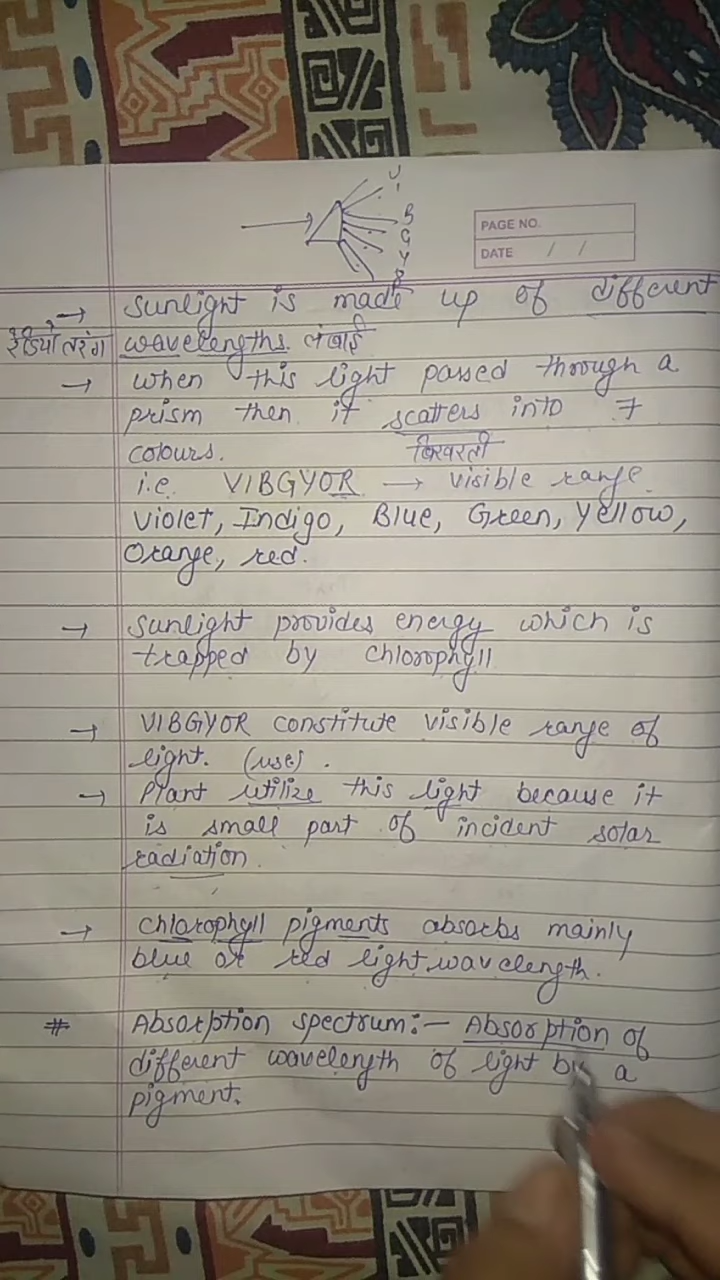 V
I
B
G
Y
R
PAGE NO.
DATE / /
→ Sunlight is made up of different
रेडियो तरंग wavelengths. लंबाई
→ when this light passed through a
prism then it scatters into 7
colours. बिखरती
i.e. VIBGYOR → visible range.
Violet, Indigo, Blue, Green, Yellow,
Orange, red.
→ Sunlight provides energy which is
trapped by chlorophyll
→ VIBGYOR constitute visible range of
light. (use).
→ Plant utilize this light because it
is small part of incident solar
radiation.
→ chlorophyll pigments absorbs mainly
blue or red light wavelength.
# Absorption spectrum:- Absorption of
different wavelength of light by a
pigment.